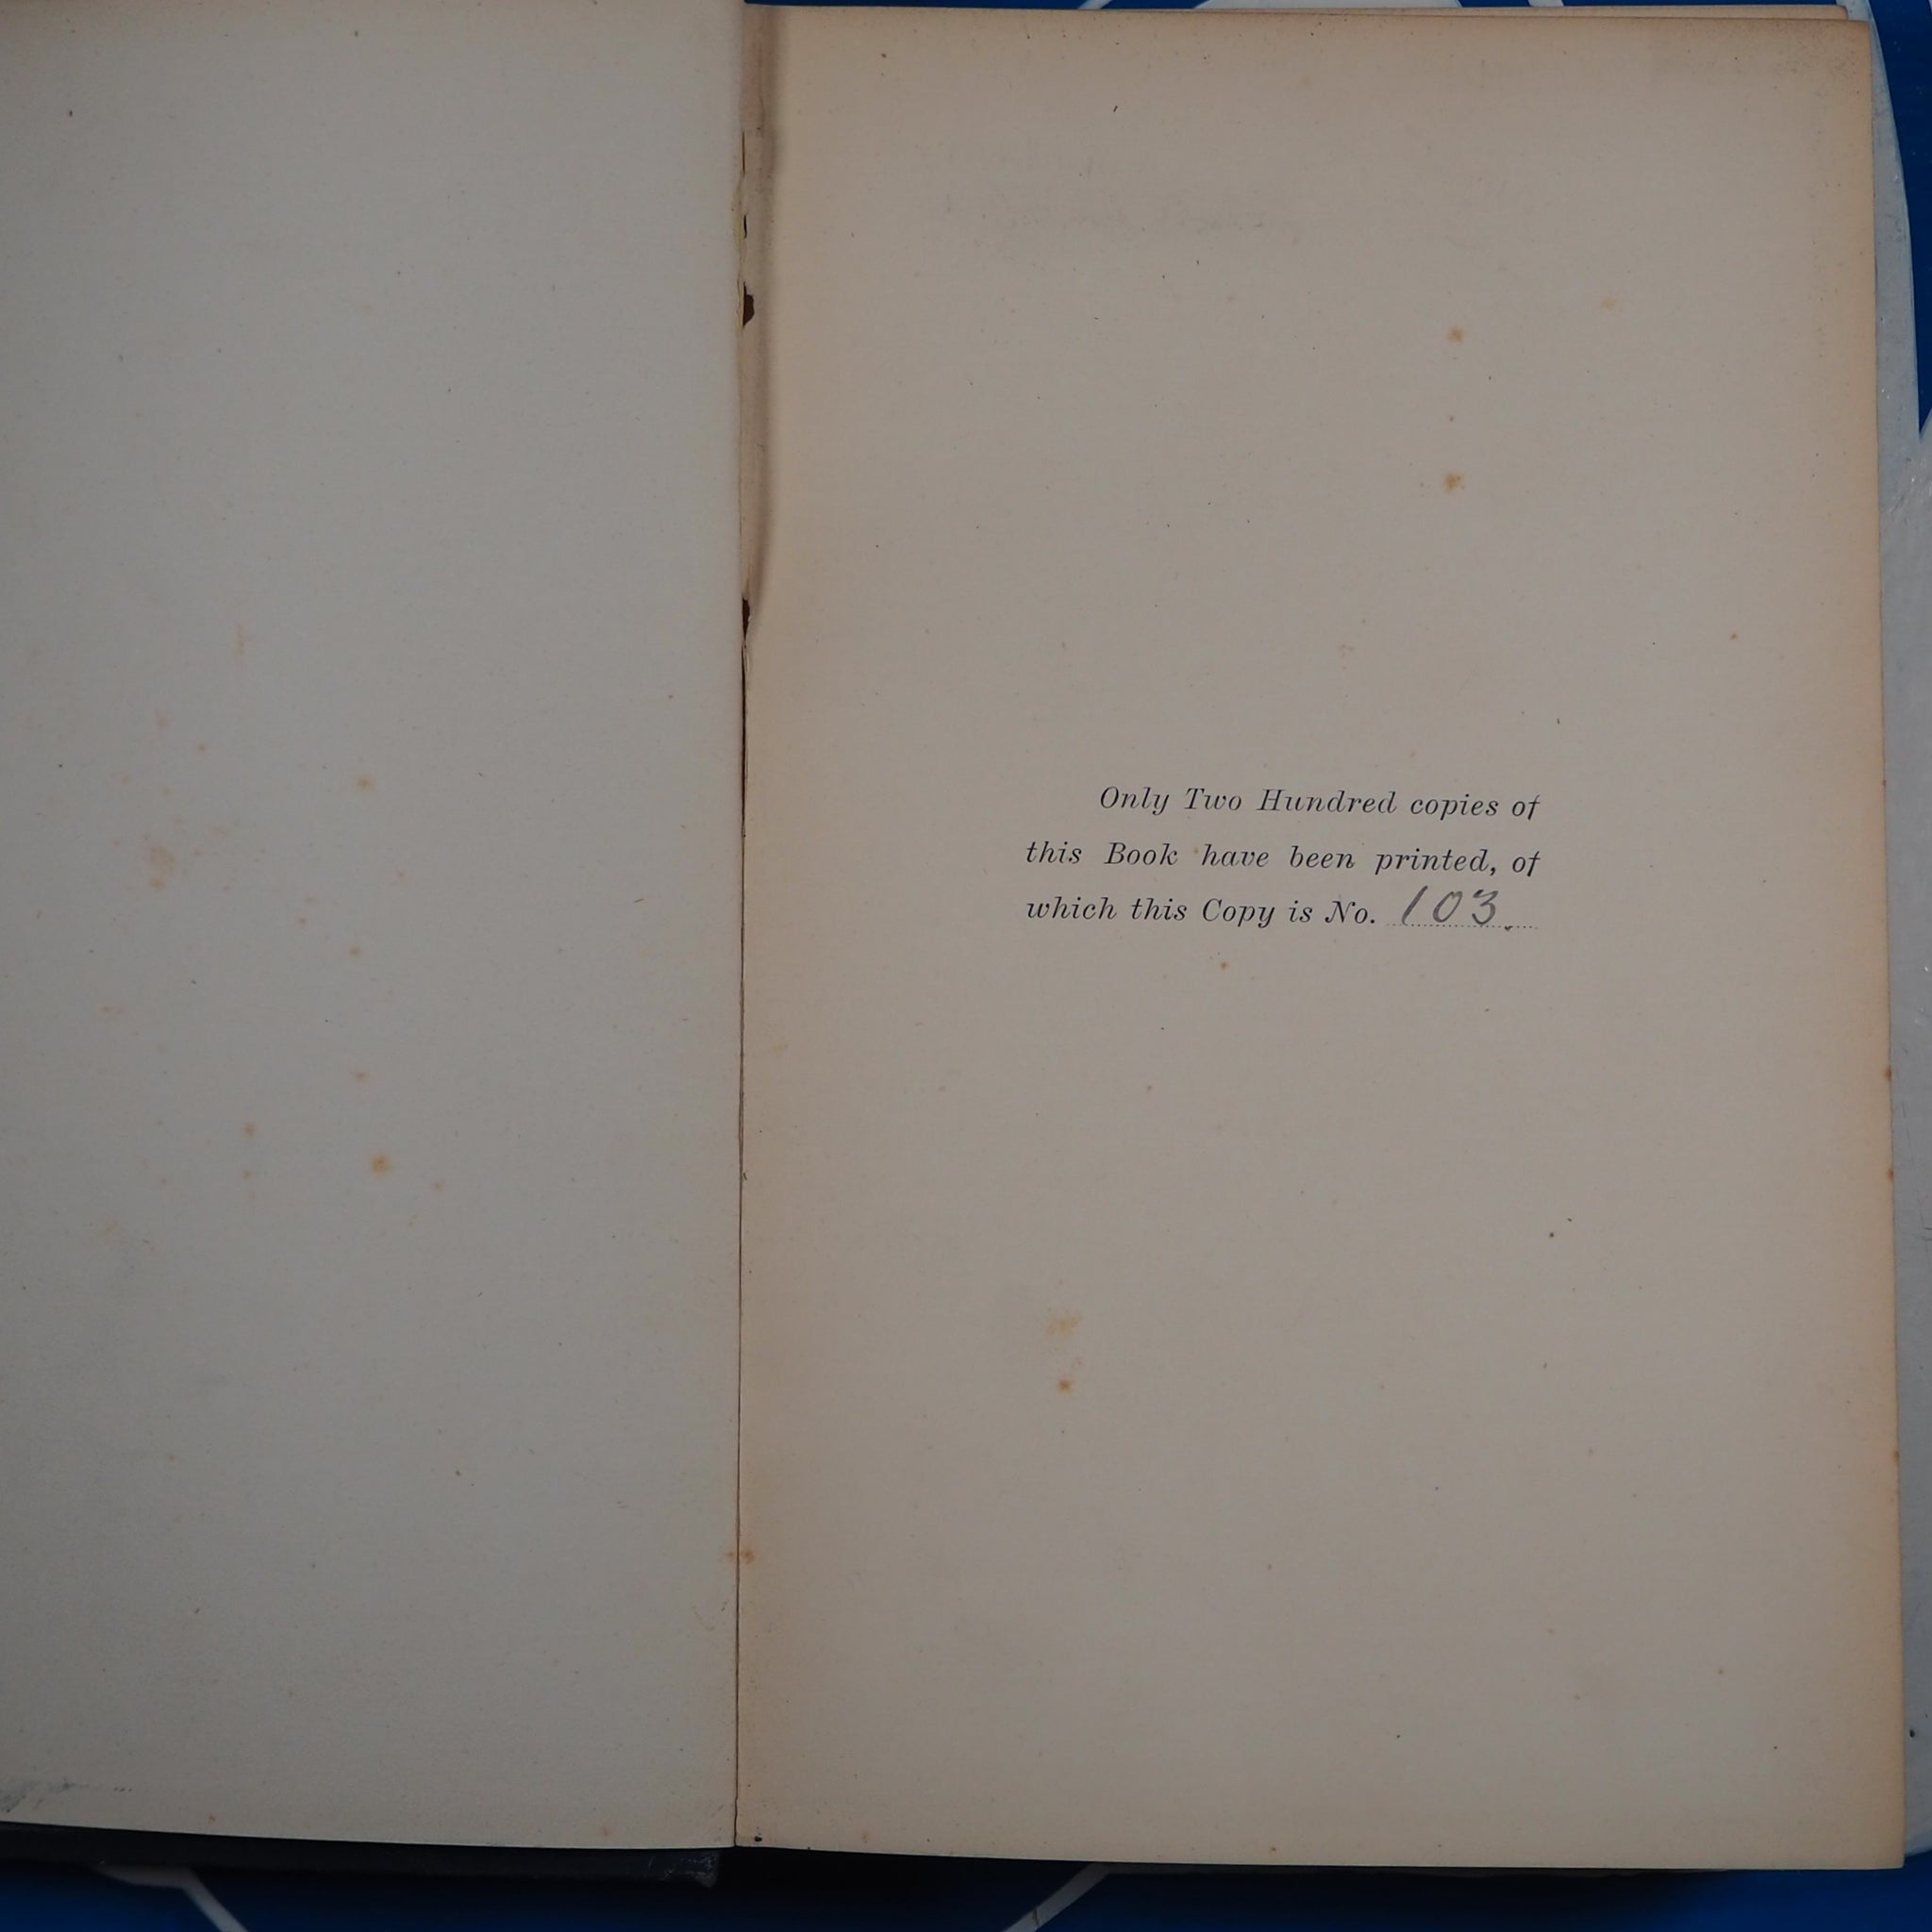 Only Two Hundred copies of
this Book have been printed, of
which this Copy is No. 103.